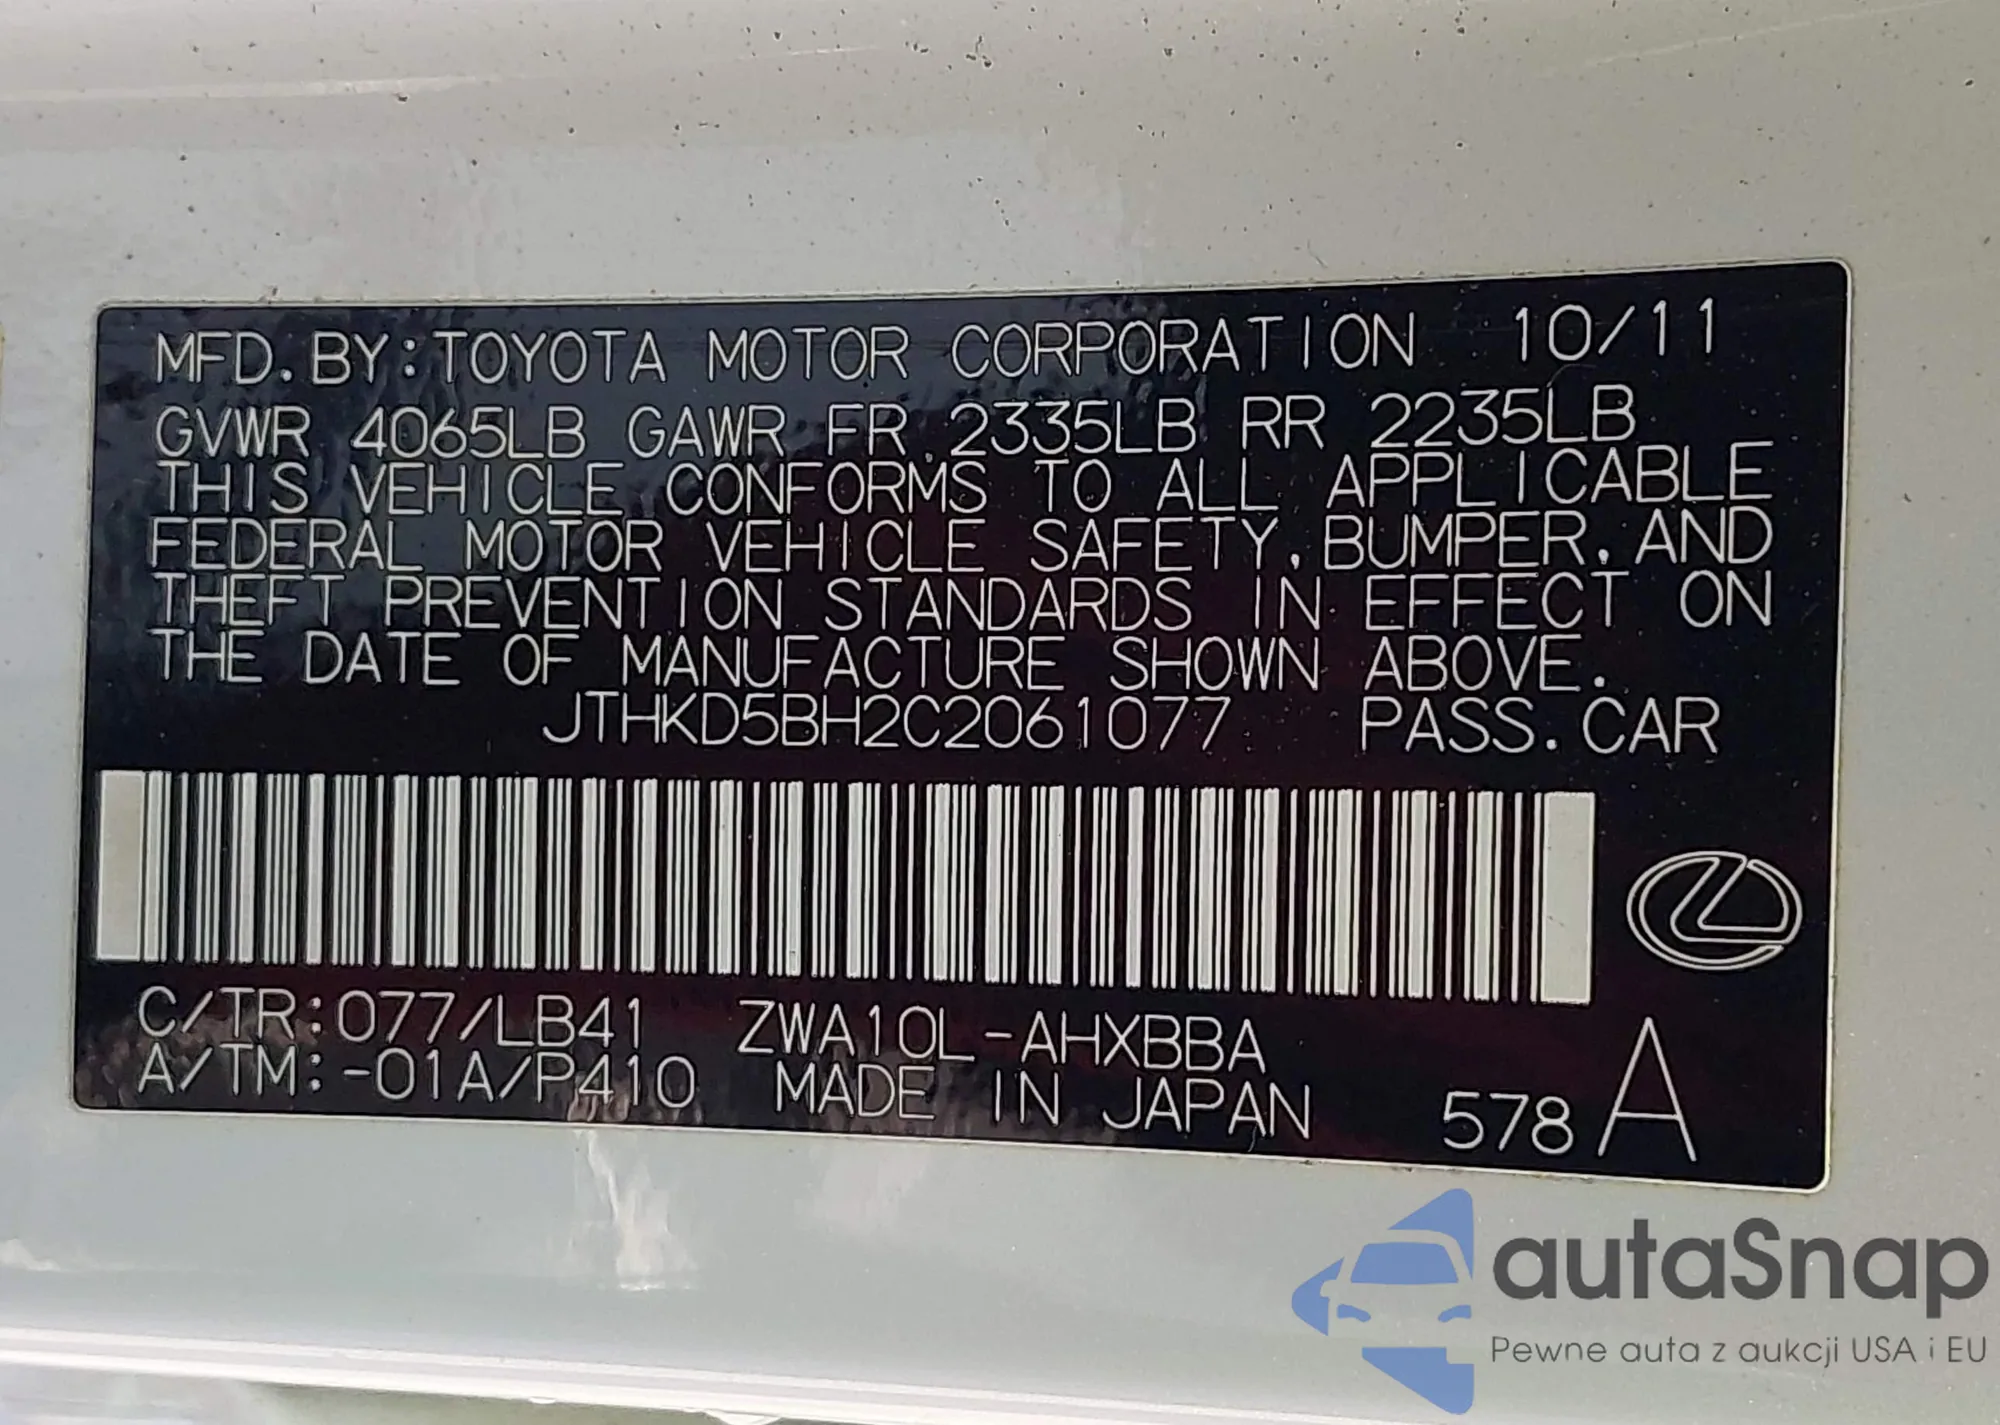 MFD. BY: TOYOTA MOTOR CORPORATION 10/11
GVWR 4065LB GAWR FR 2335LB RR 2235LB
THIS VEHICLE CONFORMS TO ALL APPLICABLE
FEDERAL MOTOR VEHICLE SAFETY, BUMPER, AND
THEFT PREVENTION STANDARDS IN EFFECT ON
THE DATE OF MANUFACTURE SHOWN ABOVE.
JTHKD5BH2C2061077 PASS. CAR
C/TR: 077/LB41 ZWA10L-AHXBBA
A/TM: -01A/P410 MADE IN JAPAN 578 A
autaSnap
Pewne auta z aukcji USA i EU